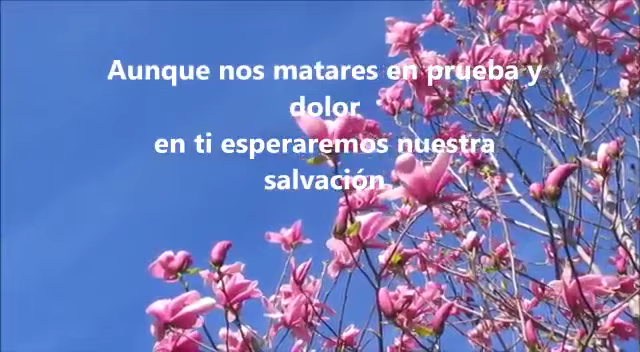 Aunque nos matares en prueba y
dolor
en ti esperaremos nuestra
salvación